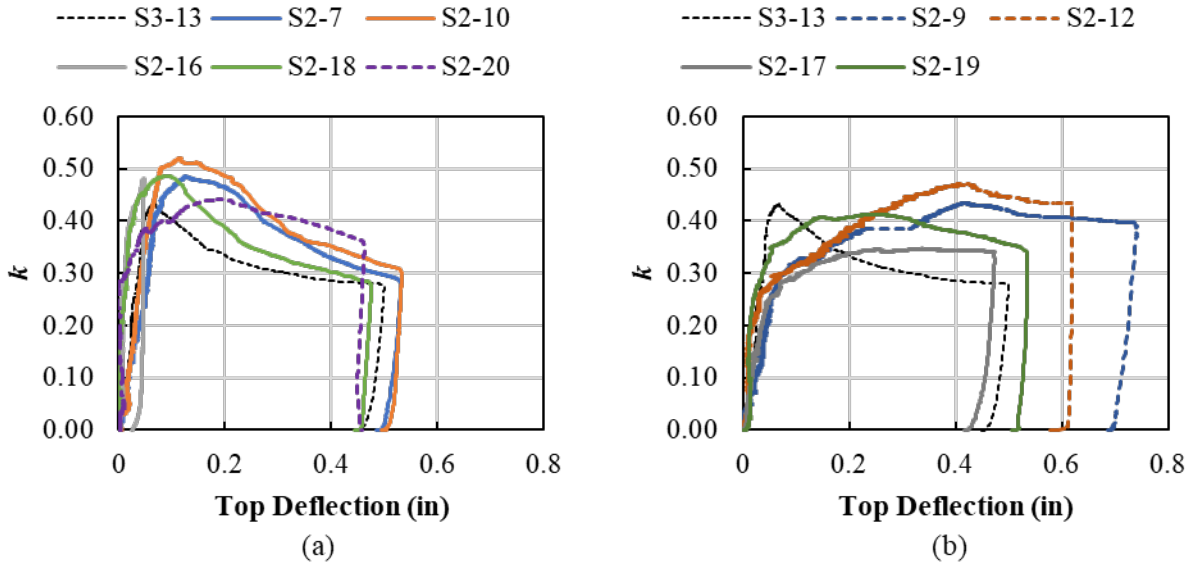 S3-13 S2-7 S2-10
S2-16 S2-18 S2-20
0.60
0.50
0.40
0.30
0.20
0.10
0.00
k
0 0.2 0.4 0.6 0.8
Top Deflection (in)
(a)
S3-13 S2-9 S2-12
S2-17 S2-19
0.60
0.50
0.40
0.30
0.20
0.10
0.00
k
0 0.2 0.4 0.6 0.8
Top Deflection (in)
(b)